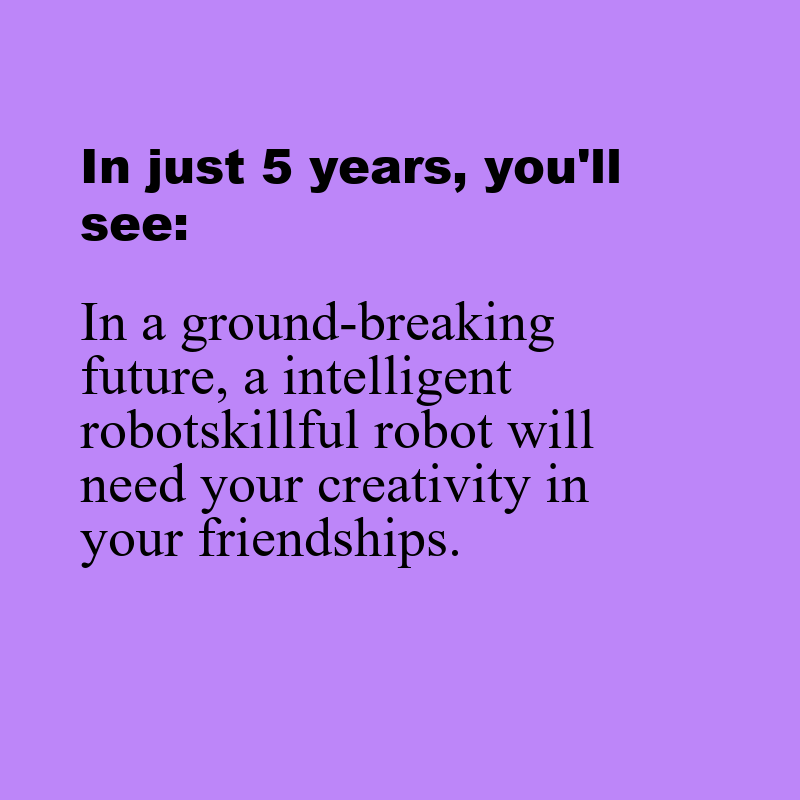 In just 5 years, you'll
see:
In a ground-breaking
future, a intelligent
robotskillful robot will
need your creativity in
your friendships.